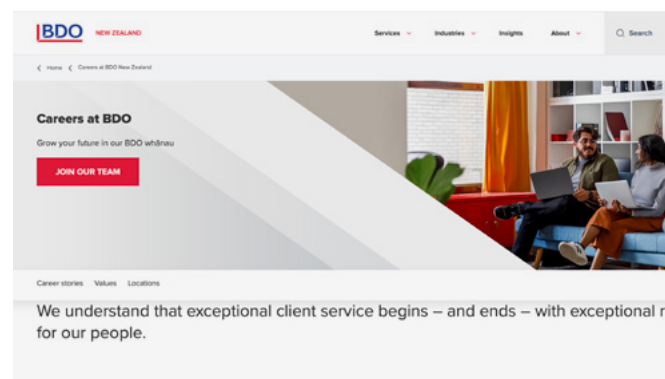 BDO NEW ZEALAND
Services Industries Insights About Search
Home Careers at BDO New Zealand
Careers at BDO
Grow your future in our BDO whānau
JOIN OUR TEAM
Career stories Values Locations
We understand that exceptional client service begins – and ends – with exceptional
for our people.